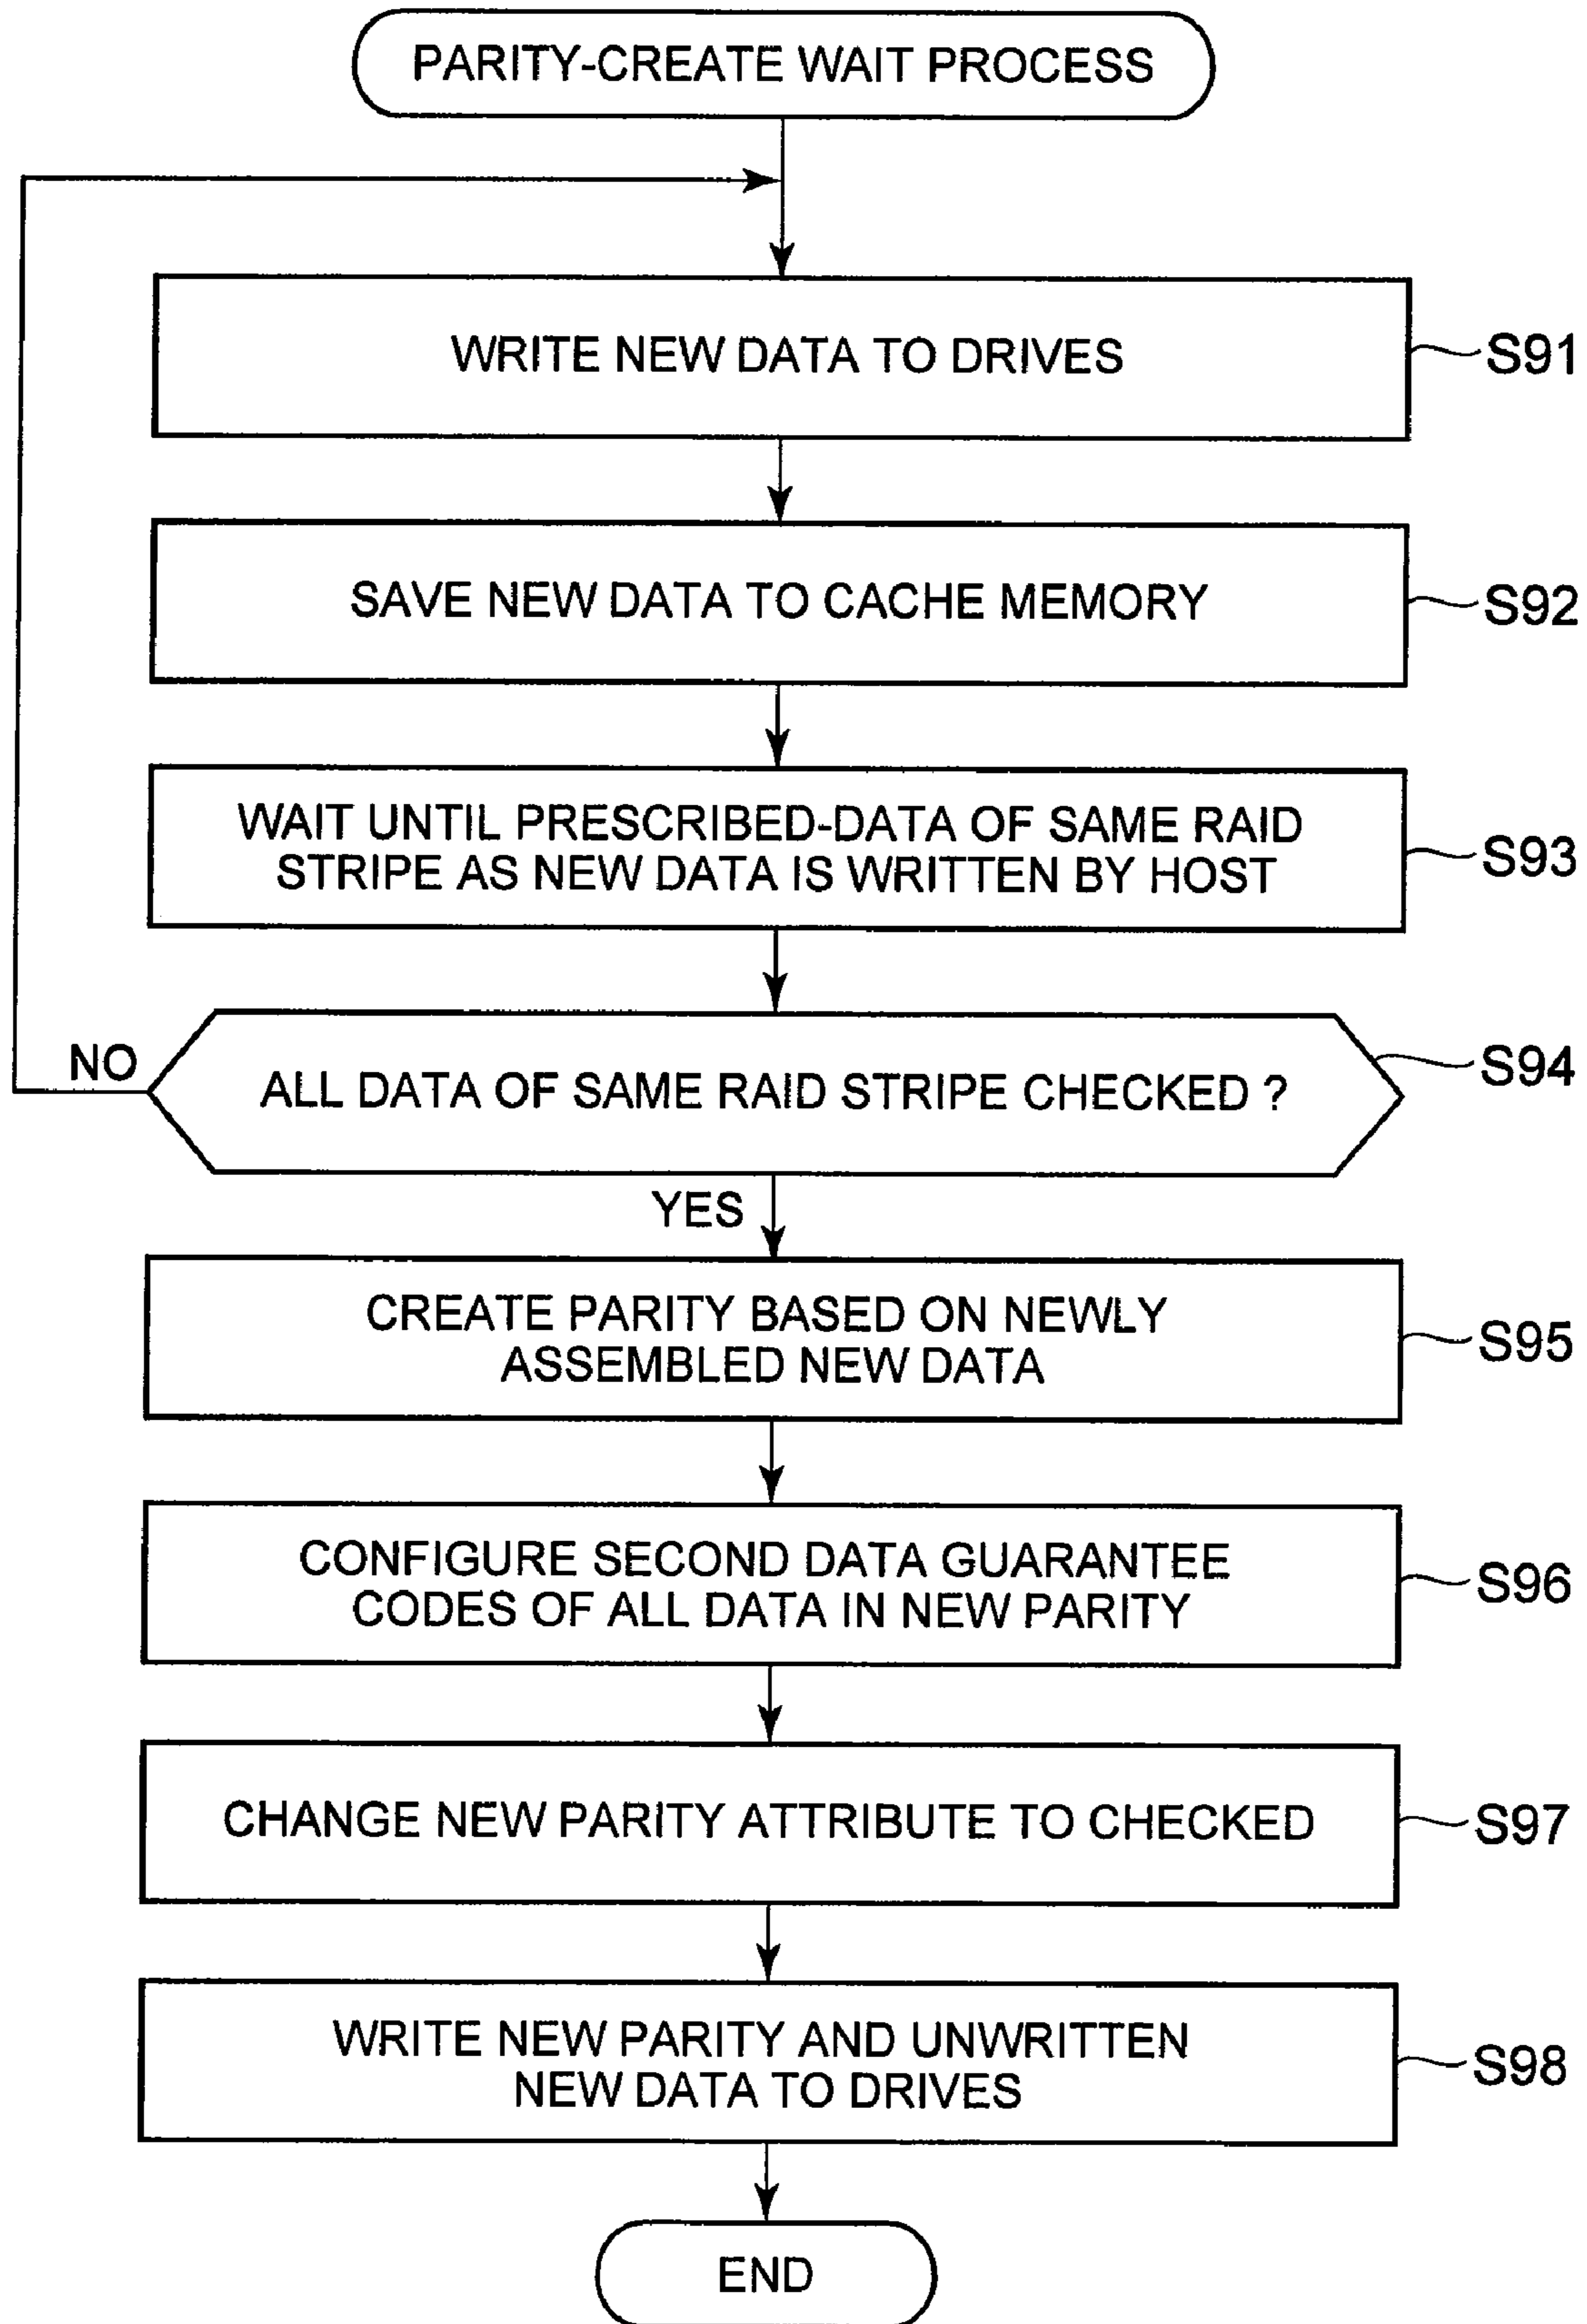 PARITY-CREATE WAIT PROCESS
WRITE NEW DATA TO DRIVES
S91
SAVE NEW DATA TO CACHE MEMORY
S92
WAIT UNTIL PRESCRIBED-DATA OF SAME RAID
STRIPE AS NEW DATA IS WRITTEN BY HOST
S93
NO
ALL DATA OF SAME RAID STRIPE CHECKED ?
S94
YES
CREATE PARITY BASED ON NEWLY
ASSEMBLED NEW DATA
S95
CONFIGURE SECOND DATA GUARANTEE
CODES OF ALL DATA IN NEW PARITY
S96
CHANGE NEW PARITY ATTRIBUTE TO CHECKED
S97
WRITE NEW PARITY AND UNWRITTEN
NEW DATA TO DRIVES
S98
END